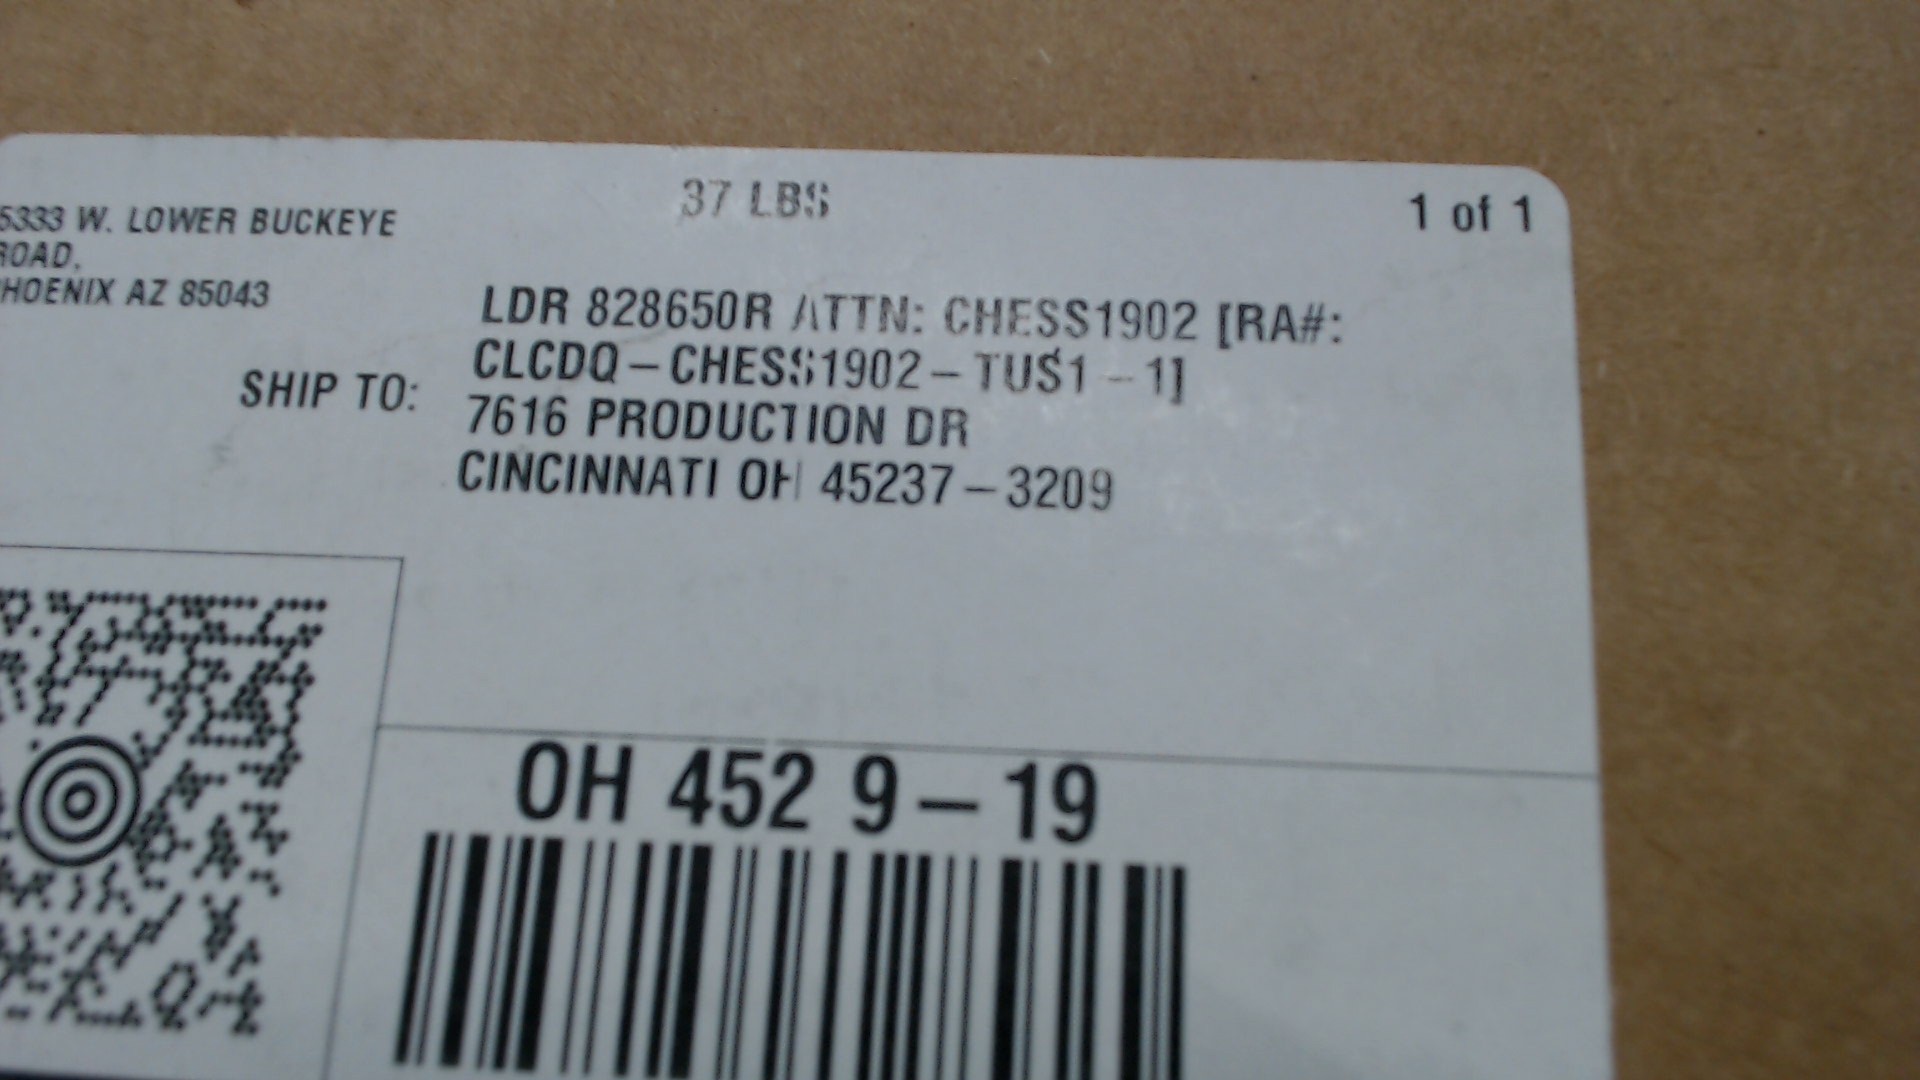 37 LBS
1 of 1
5333 W. LOWER BUCKEYE
ROAD,
PHOENIX AZ 85043
LDR 828650R ATTN: CHESS1902 [RA#:
CLCDQ-CHESS1902-TUS1-1]
SHIP TO:
7616 PRODUCTION DR
CINCINNATI OH 45237-3209
OH 452 9-19